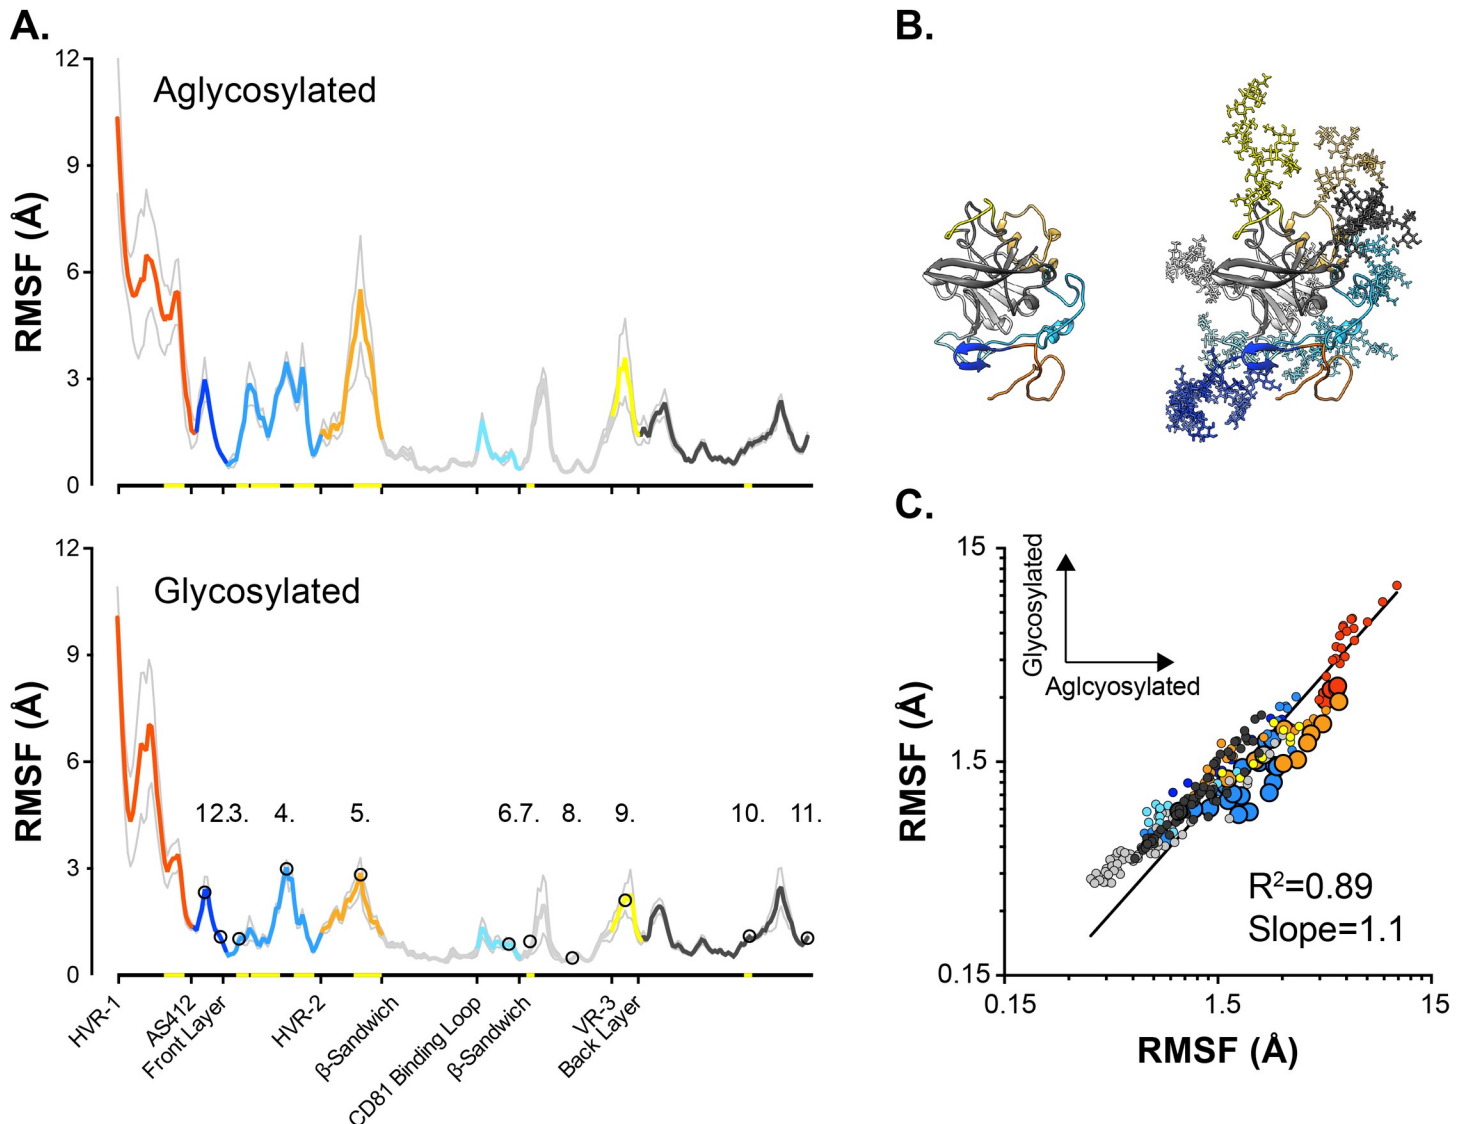 A.
12
9
6
3
0
RMSF (Å)
Aglycosylated
12
9
6
3
0
RMSF (Å)
Glycosylated
12.3. 4. 5. 6.7. 8. 9. 10. 11.
HVR-1
AS412
Front Layer
HVR-2
β-Sandwich
CD81 Binding Loop
β-Sandwich
VR-3
Back Layer
B.
C.
15
1.5
0.15
RMSF (Å)
Glycosylated
Aglcyosylated
R²=0.89
Slope=1.1
0.15 1.5 15
RMSF (Å)